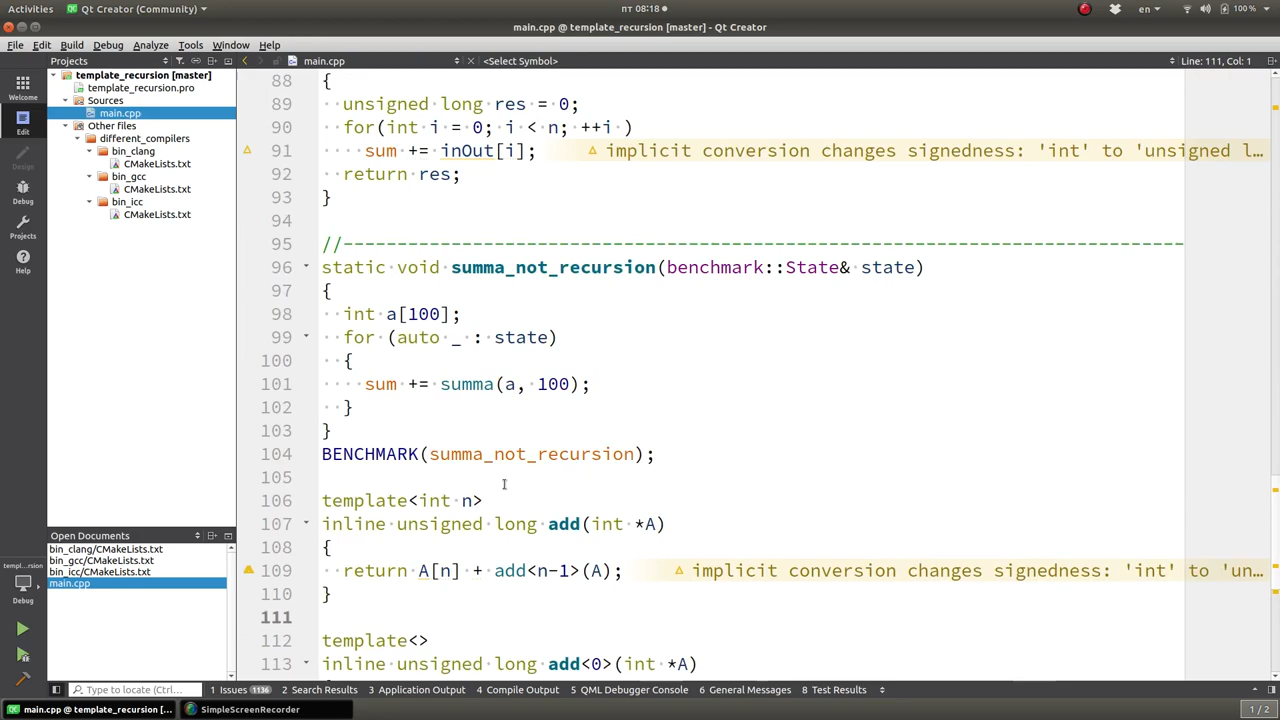 Activities Qt Creator (Community) пт 08:18 en 100 %
main.cpp @ template_recursion [master] - Qt Creator
File Edit Build Debug Analyze Tools Window Help
Projects main.cpp <Select Symbol> Line: 111, Col: 1
template_recursion [master]
template_recursion.pro
Sources
main.cpp
Other files
different_compilers
bin_clang
CMakeLists.txt
bin_gcc
CMakeLists.txt
bin_icc
CMakeLists.txt
Welcome
Edit
Design
Debug
Projects
Help
88 {
89 unsigned long res = 0;
90 for(int i = 0; i < n; ++i )
91 sum += inOut[i]; implicit conversion changes signedness: 'int' to 'unsigned l…
92 return res;
93 }
94
95 //------------------------------------------------------------------------------
96 static void summa_not_recursion(benchmark::State& state)
97 {
98 int a[100];
99 for (auto _ : state)
100 {
101 sum += summa(a, 100);
102 }
103 }
104 BENCHMARK(summa_not_recursion);
105
106 template<int n>
107 inline unsigned long add(int *A)
108 {
109 return A[n] + add<n-1>(A); implicit conversion changes signedness: 'int' to 'un…
110 }
111
112 template<>
113 inline unsigned long add<0>(int *A)
Open Documents
bin_clang/CMakeLists.txt
bin_gcc/CMakeLists.txt
bin_icc/CMakeLists.txt
main.cpp
templ…rsion
Debug
Type to locate (Ctrl… 1 Issues 1136 2 Search Results 3 Application Output 4 Compile Output 5 QML Debugger Console 6 General Messages 8 Test Results
main.cpp @ template_recursion [… SimpleScreenRecorder 1 / 2